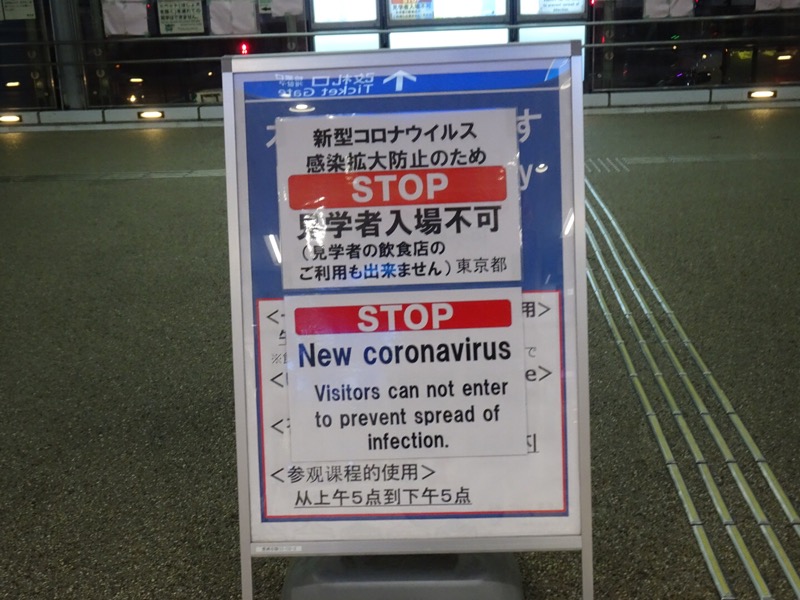 新型コロナウイルス
感染拡大防止のため
STOP
見学者入場不可
(見学者の飲食店の
ご利用も出来ません) 東京都
STOP
New coronavirus
Visitors can not enter
to prevent spread of
infection.
<参观课程的使用>
从上午5点到下午5点
改札口
Ticket Gate